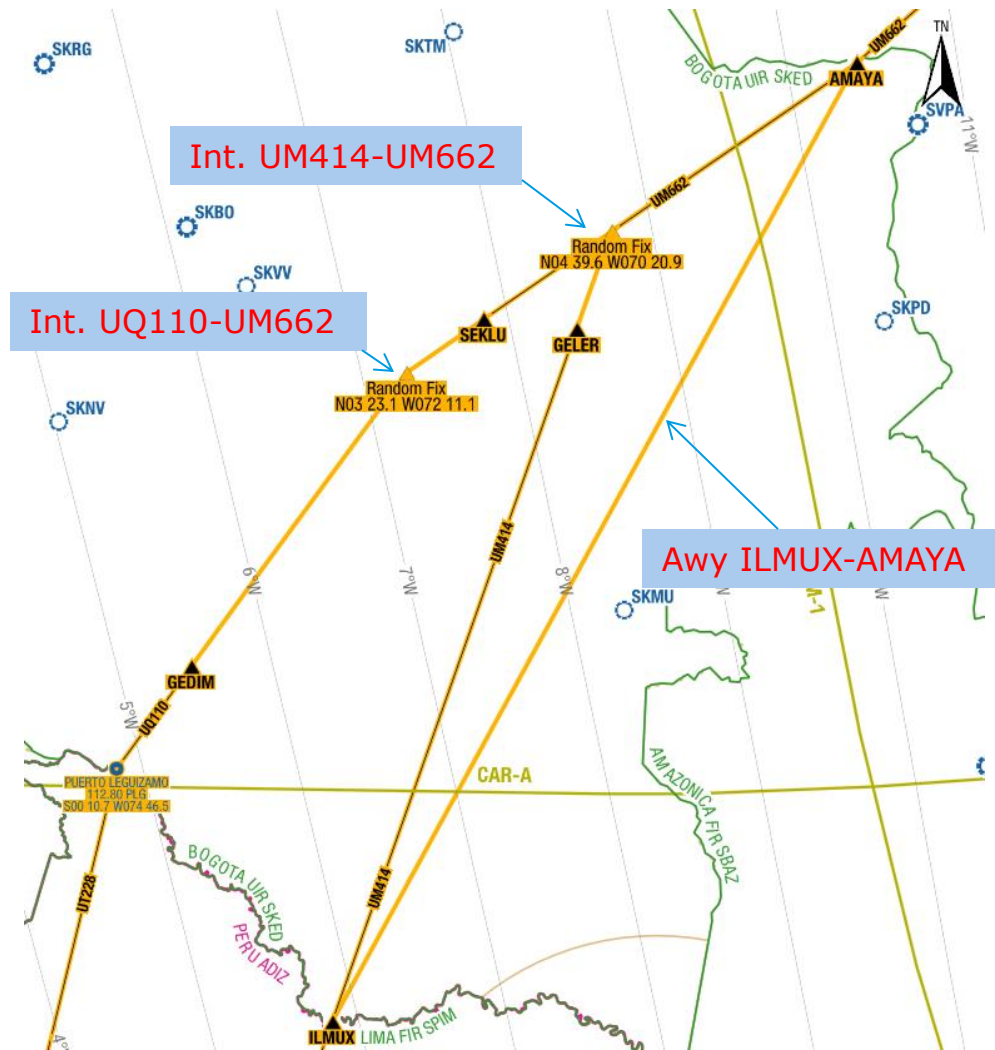 SKRG
SKTM
UM662
TN
BOGOTA UIR SKED
AMAYA
SVPA
11°W
Int. UM414-UM662
UM662
SKBO
Random Fix
N04 39.6 W070 20.9
SKVV
Int. UQ110-UM662
SEKLU
GELER
SKPD
Random Fix
N03 23.1 W072 11.1
SKNV
UM414
Awy ILMUX-AMAYA
6°W
7°W
8°W
°W
SKMU
M-1
GEDIM
5°W
UQ110
PUERTO LEGUIZAMO
112.80 PLG
S00 10.7 W074 46.5
CAR-A
AMAZONICA FIR SBAZ
UT228
BOGOTA UIR SKED
PERU ADIZ
UM414
ILMUX
LIMA FIR SPIM
4°